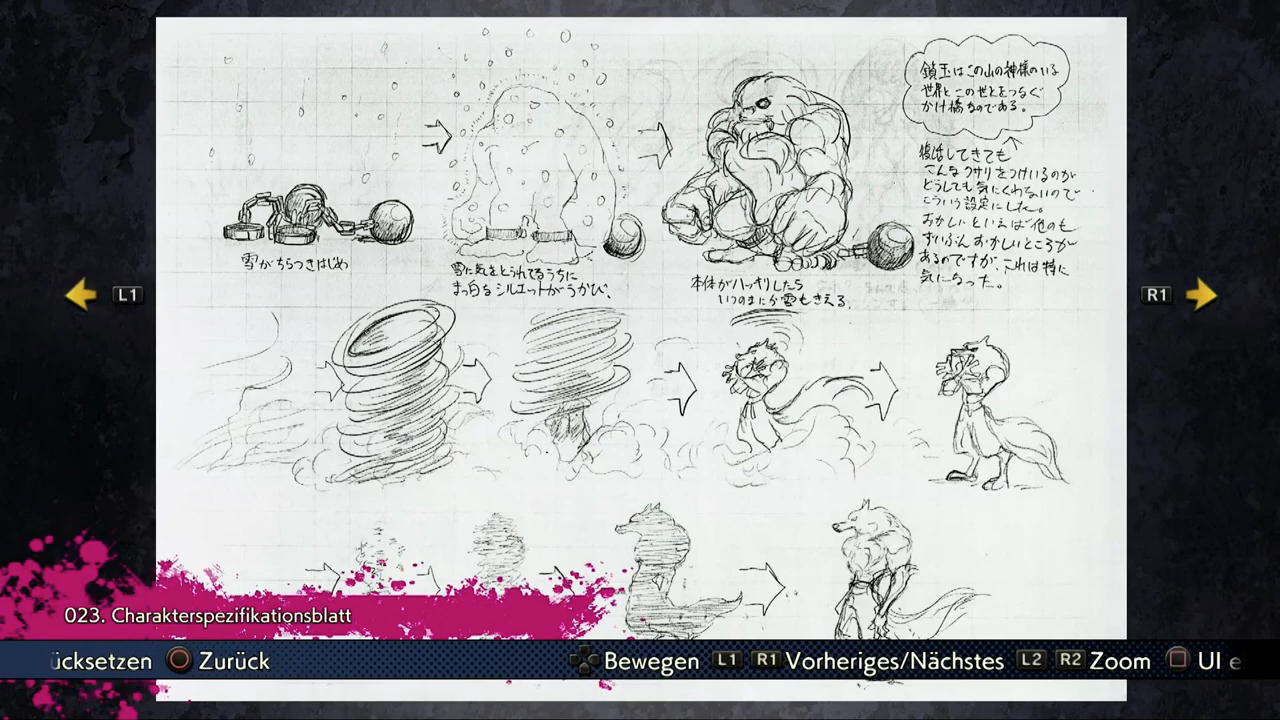 鎖玉はこの山の神様のいる
世界とこの世とをつなぐ
かけ橋なのである。
復活してきても
こんなクサリをつけているのが
どうしても気にくわないので
こういう設定にした。
おかしいといえば他のも
ずいぶんおかしいところが
あるのですが、これは特に
気になった。
雪がちらつきはじめ
雪に気をとられてるうちに
まっ白なシルエットがうかび、
本体がハッキリしたら
いつのまにか雪もきえる。
L1
R1
023. Charakterspezifikationsblatt
ücksetzen Zurück Bewegen L1 R1 Vorheriges/Nächstes L2 R2 Zoom UI e